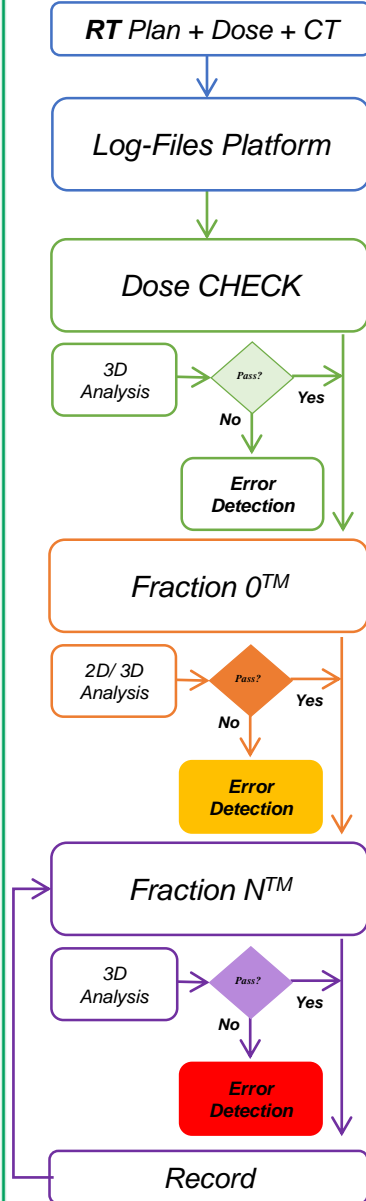 RT Plan + Dose + CT
Log-Files Platform
Dose CHECK
3D
Analysis
Pass?
Yes
No
Error
Detection
Fraction 0TM
2D/ 3D
Analysis
Pass?
Yes
No
Error
Detection
Fraction NTM
3D
Analysis
Pass?
Yes
No
Error
Detection
Record